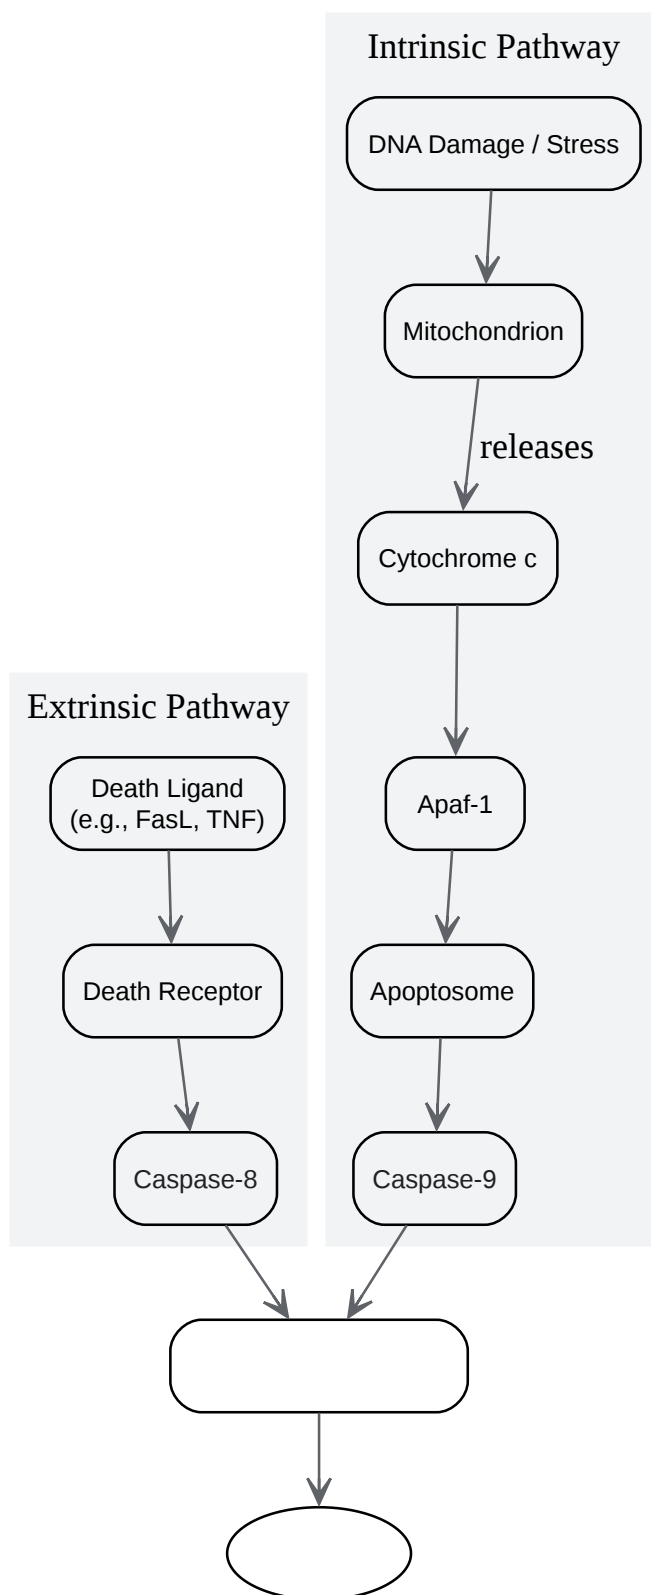 Intrinsic Pathway
DNA Damage / Stress
Mitochondrion
releases
Cytochrome c
Extrinsic Pathway
Death Ligand
(e.g., FasL, TNF)
Apaf-1
Death Receptor
Apoptosome
Caspase-8
Caspase-9